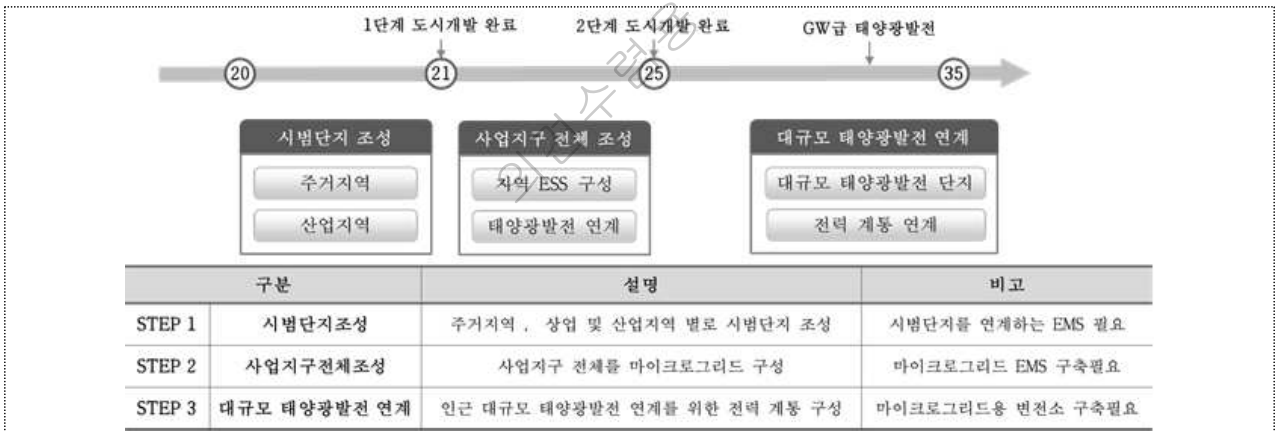 1단계 도시개발 완료 2단계 도시개발 완료 GW급 태양광발전
20 21 25 35
시범단지 조성 사업지구 전체 조성 대규모 태양광발전 연계
주거지역 지역 ESS 구성 대규모 태양광발전 단지
산업지역 태양광발전 연계 전력 계통 연계
의견수렴용
구분 설명 비고
STEP 1 시범단지조성 주거지역 , 상업 및 산업지역 별로 시범단지 조성 시범단지를 연계하는 EMS 필요
STEP 2 사업지구전체조성 사업지구 전체를 마이크로그리드 구성 마이크로그리드 EMS 구축필요
STEP 3 대규모 태양광발전 연계 인근 대규모 태양광발전 연계를 위한 전력 계통 구성 마이크로그리드용 변전소 구축필요